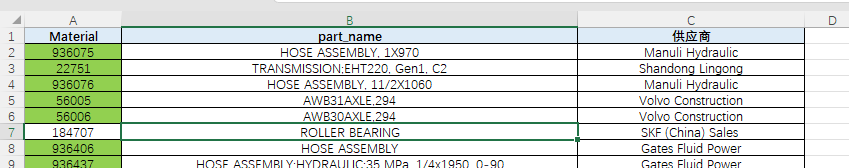 A B C D
1 Material part_name 供应商
2 936075 HOSE ASSEMBLY, 1X970 Manuli Hydraulic
3 22751 TRANSMISSION;EHT220, Gen1, C2 Shandong Lingong
4 936076 HOSE ASSEMBLY, 11/2X1060 Manuli Hydraulic
5 56005 AWB31AXLE,294 Volvo Construction
6 56006 AWB30AXLE,294 Volvo Construction
7 184707 ROLLER BEARING SKF (China) Sales
8 936406 HOSE ASSEMBLY Gates Fluid Power
9 936437 HOSE ASSEMBLY;HYDRAULIC;35 MPa, 1/4x1950, 0-90 Gates Fluid Power